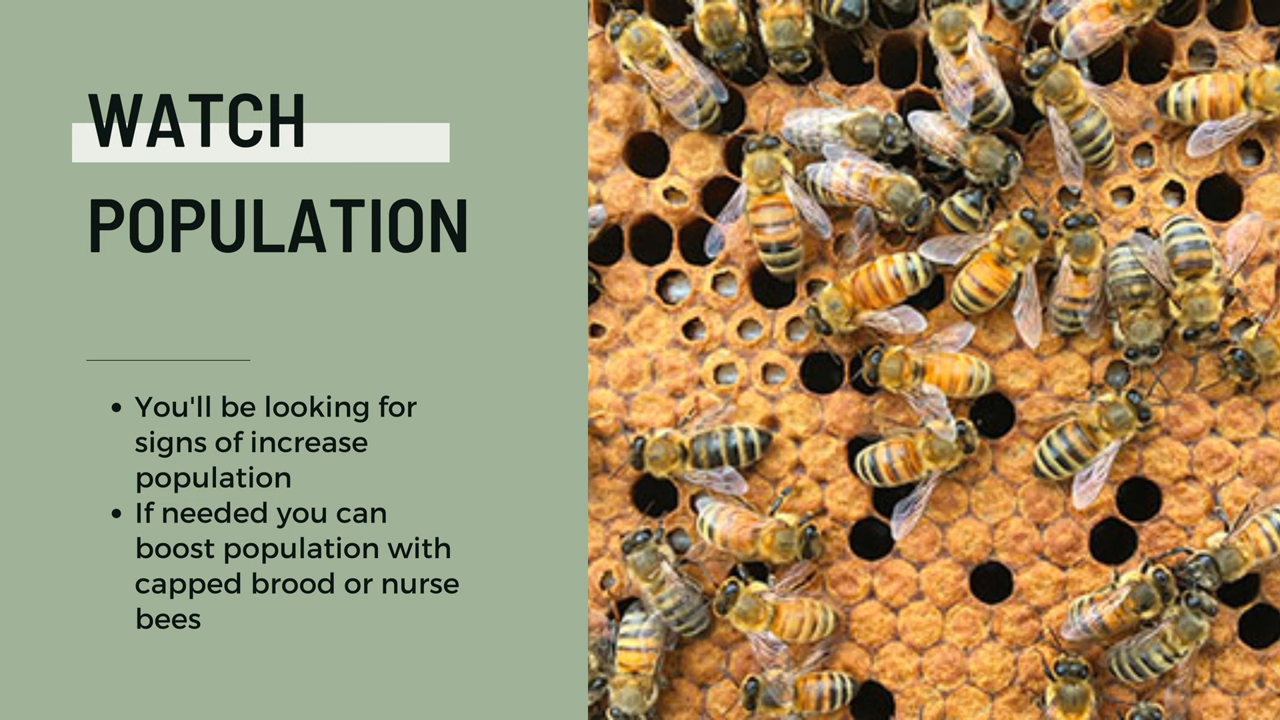 WATCH
POPULATION
• You'll be looking for
signs of increase
population
• If needed you can
boost population with
capped brood or nurse
bees